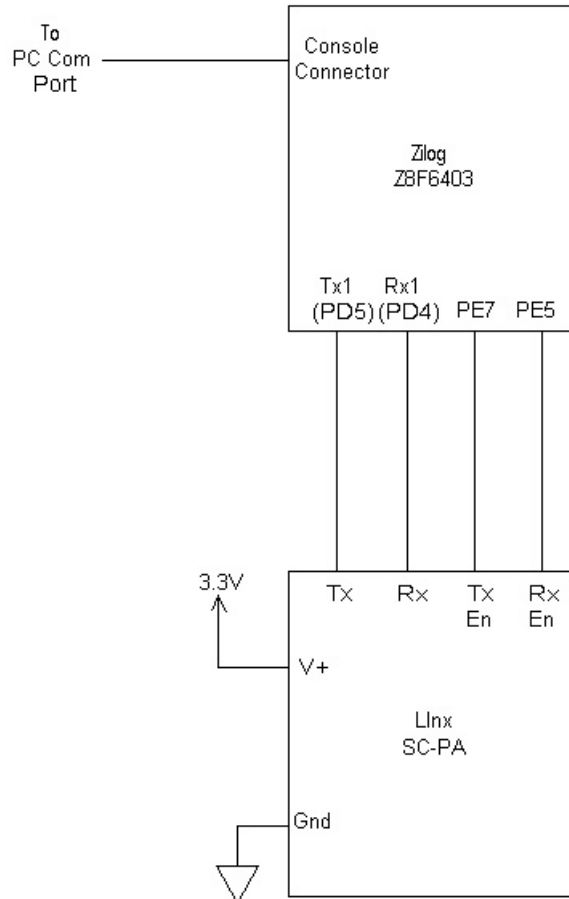 To
PC Com
Port
Console
Connector
Zilog
Z8F6403
Tx1 Rx1
(PD5) (PD4) PE7 PE5
3.3V
Tx Rx Tx Rx
En En
V+
LInx
SC-PA
Gnd